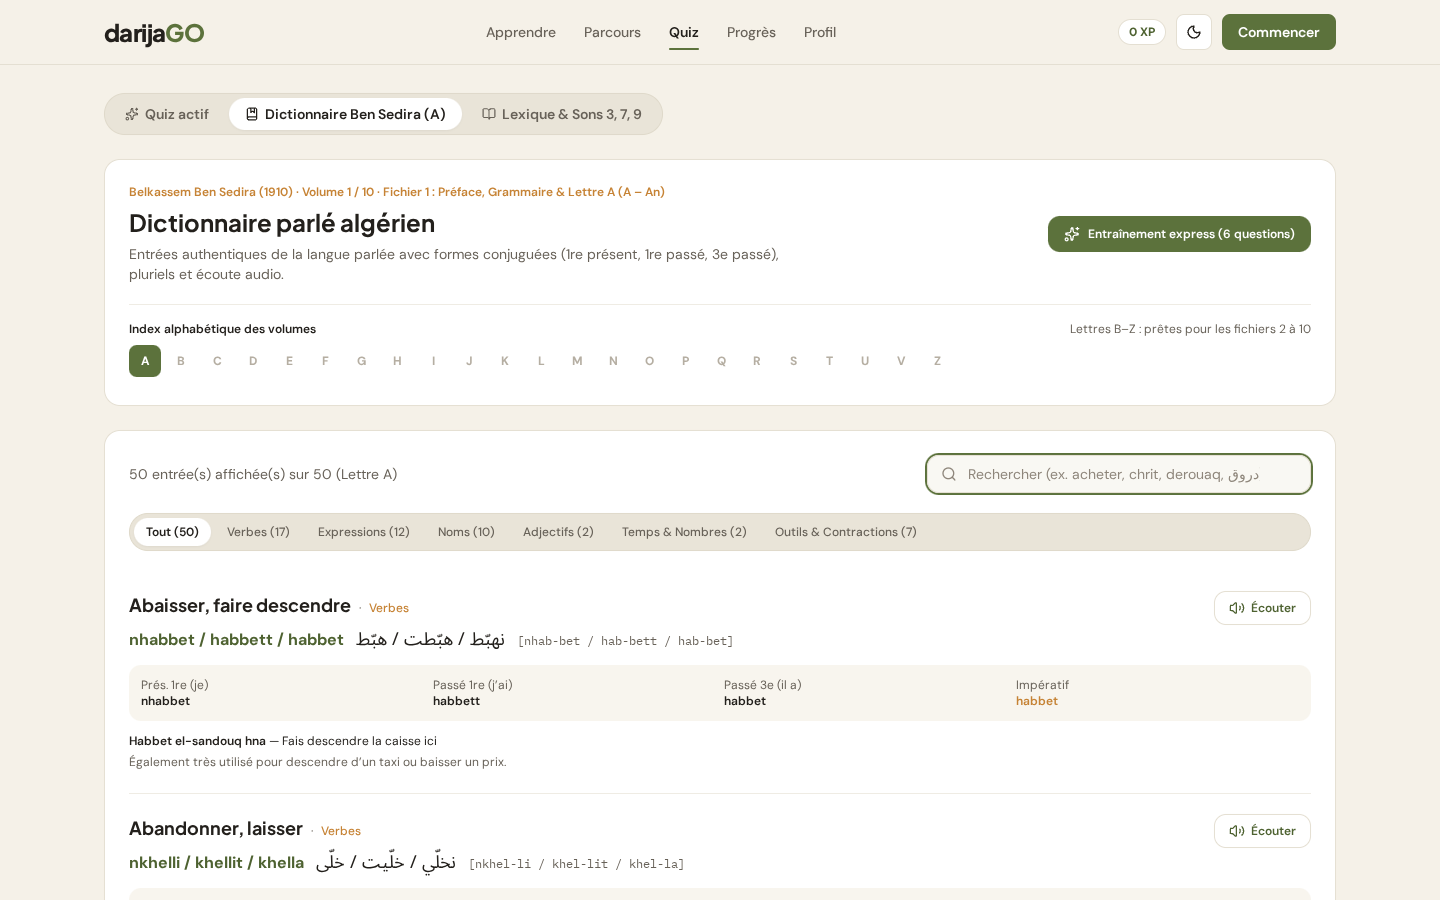 darijaGO
Apprendre Parcours Quiz Progrès Profil
0 XP
Commencer
Quiz actif
Dictionnaire Ben Sedira (A)
Lexique & Sons 3, 7, 9
Belkassem Ben Sedira (1910) · Volume 1 / 10 · Fichier 1 : Préface, Grammaire & Lettre A (A – An)
Dictionnaire parlé algérien
Entrées authentiques de la langue parlée avec formes conjuguées (1re présent, 1re passé, 3e passé),
pluriels et écoute audio.
Entraînement express (6 questions)
Index alphabétique des volumes
Lettres B–Z : prêtes pour les fichiers 2 à 10
A B C D E F G H I J K L M N O P Q R S T U V Z
50 entrée(s) affichée(s) sur 50 (Lettre A)
Rechercher (ex. acheter, chrit, derouaq, دروق
Tout (50) Verbes (17) Expressions (12) Noms (10) Adjectifs (2) Temps & Nombres (2) Outils & Contractions (7)
Abaisser, faire descendre · Verbes
Écouter
nhabbet / habbett / habbet نهبّط / هبّطت / هبّط [nhab-bet / hab-bett / hab-bet]
Prés. 1re (je) Passé 1re (j’ai) Passé 3e (il a) Impératif
nhabbet habbett habbet habbet
Habbet el-sandouq hna — Fais descendre la caisse ici
Également très utilisé pour descendre d’un taxi ou baisser un prix.
Abandonner, laisser · Verbes
Écouter
nkhelli / khellit / khella نخلّي / خلّيت / خلّى [nkhel-li / khel-lit / khel-la]